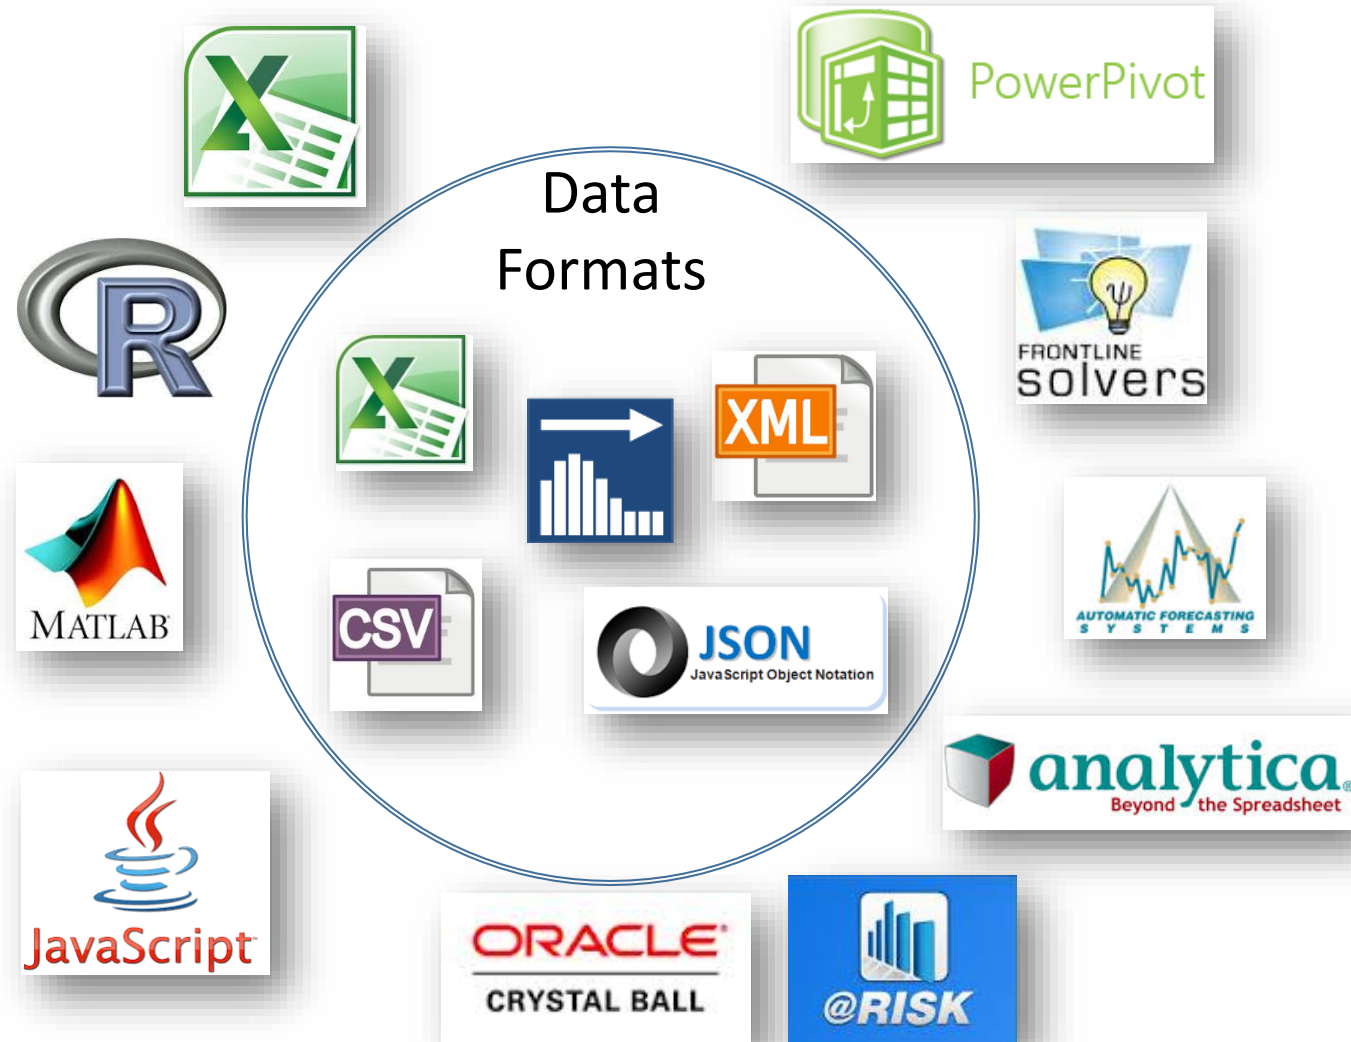 X
PowerPivot
Data
Formats
R
ψ
FRONTLINE
solvers
X
XML
MATLAB®
AUTOMATIC FORECASTING
SYSTEMS
CSV
JSON
JavaScript Object Notation
analytica®
Beyond the Spreadsheet
JavaScript™
ORACLE®
CRYSTAL BALL
@RISK